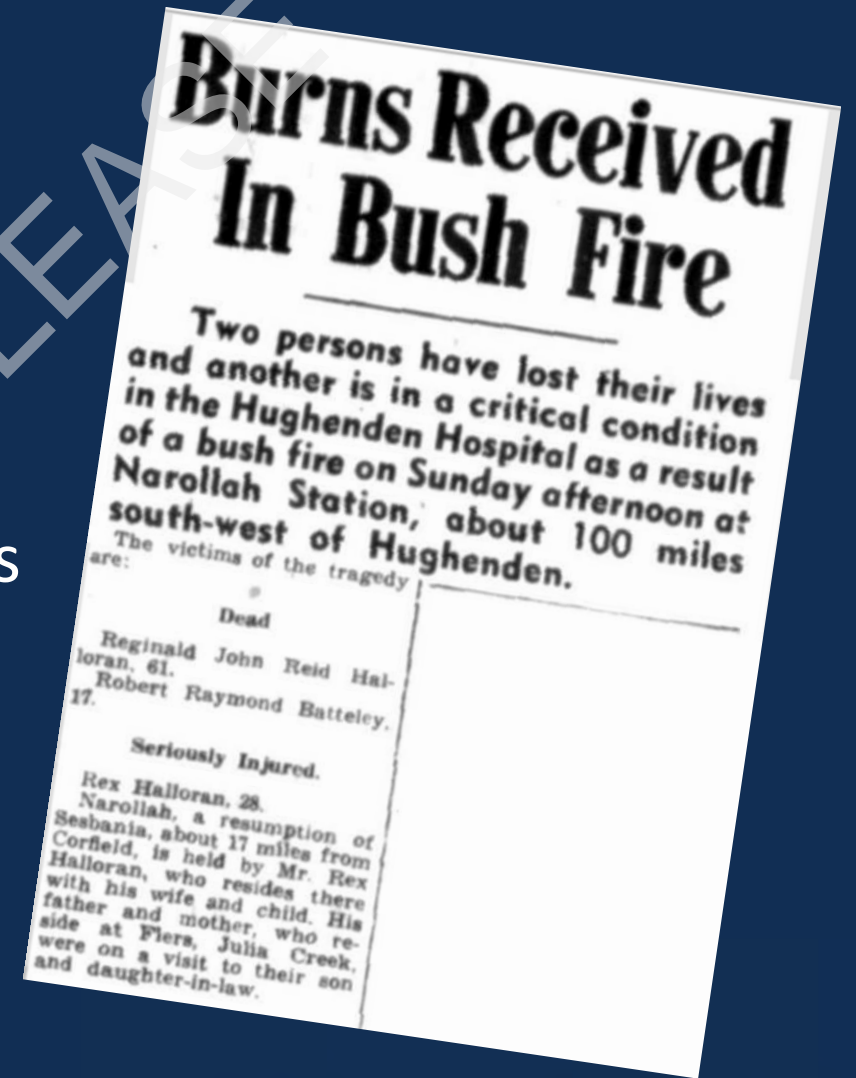 LEASE
Burns Received
In Bush Fire
Two persons have lost their lives
and another is in a critical condition
in the Hughenden Hospital as a result
of a bush fire on Sunday afternoon at
Narollah Station, about 100 miles
south-west of Hughenden.
The victims of the tragedy
are:
Dead
Reginald John Reid Hal-
loran, 61.
Robert Raymond Batteley,
17.
Seriously Injured.
Rex Halloran, 28.
Narollah, a resumption of
Sesbania, about 17 miles from
Corfield, is held by Mr. Rex
Halloran, who resides there
with his wife and child. His
father and mother, who re-
side at Flers, Julia Creek,
were on a visit to their son
and daughter-in-law.
s